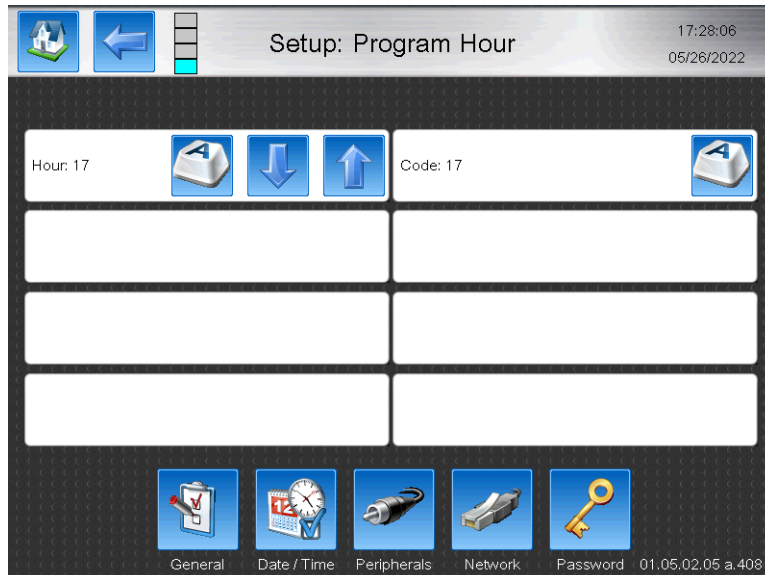 Setup: Program Hour
17:28:06
05/26/2022
Hour: 17
A
Code: 17
A
12
General
Date / Time
Peripherals
Network
Password
01.05.02.05 a.408